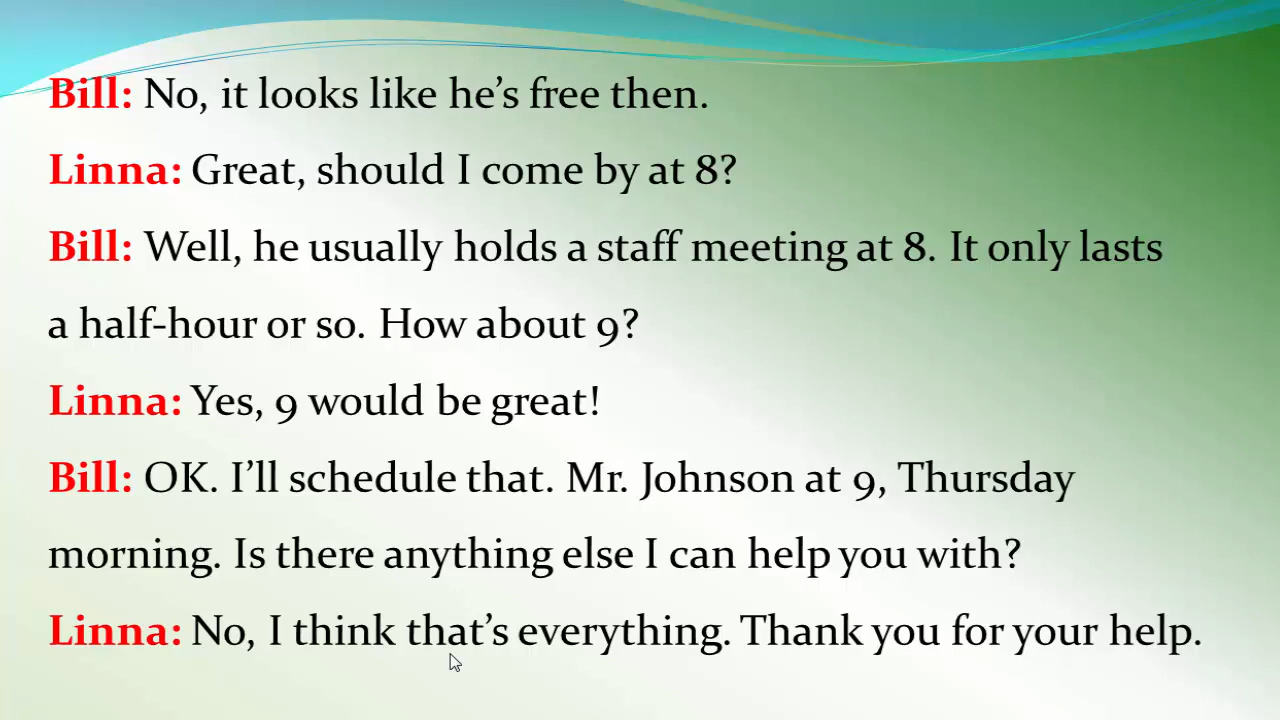 Bill: No, it looks like he’s free then.
Linna: Great, should I come by at 8?
Bill: Well, he usually holds a staff meeting at 8. It only lasts
a half-hour or so. How about 9?
Linna: Yes, 9 would be great!
Bill: OK. I’ll schedule that. Mr. Johnson at 9, Thursday
morning. Is there anything else I can help you with?
Linna: No, I think that’s everything. Thank you for your help.